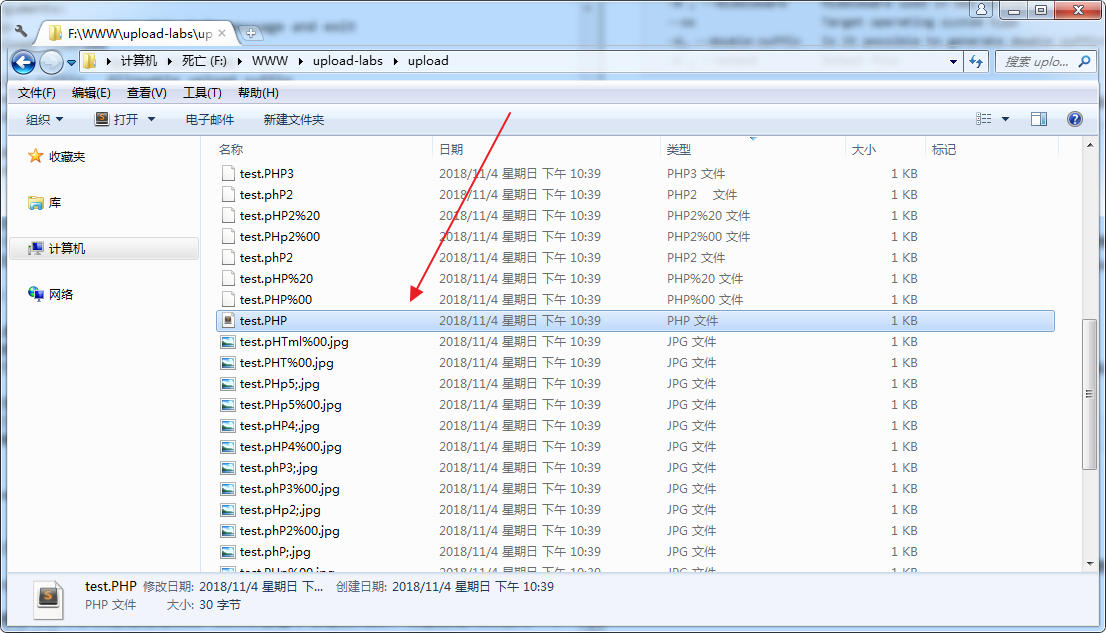 F:\WWW\upload-labs\up
计算机 死亡 (F:) WWW upload-labs upload
搜索 uplo...
文件(F) 编辑(E) 查看(V) 工具(T) 帮助(H)
组织 打开 电子邮件 新建文件夹
收藏夹
库
计算机
网络
名称 日期 类型 大小 标记
test.PHP3 2018/11/4 星期日 下午 10:39 PHP3 文件 1 KB
test.phP2 2018/11/4 星期日 下午 10:39 PHP2 文件 1 KB
test.pHP2%20 2018/11/4 星期日 下午 10:39 PHP2%20 文件 1 KB
test.PHp2%00 2018/11/4 星期日 下午 10:39 PHP2%00 文件 1 KB
test.phP2 2018/11/4 星期日 下午 10:39 PHP2 文件 1 KB
test.pHP%20 2018/11/4 星期日 下午 10:39 PHP%20 文件 1 KB
test.PHP%00 2018/11/4 星期日 下午 10:39 PHP%00 文件 1 KB
test.PHP 2018/11/4 星期日 下午 10:39 PHP 文件 1 KB
test.pHTml%00.jpg 2018/11/4 星期日 下午 10:39 JPG 文件 1 KB
test.PHT%00.jpg 2018/11/4 星期日 下午 10:39 JPG 文件 1 KB
test.PHp5;.jpg 2018/11/4 星期日 下午 10:39 JPG 文件 1 KB
test.PHp5%00.jpg 2018/11/4 星期日 下午 10:39 JPG 文件 1 KB
test.pHP4;.jpg 2018/11/4 星期日 下午 10:39 JPG 文件 1 KB
test.pHP4%00.jpg 2018/11/4 星期日 下午 10:39 JPG 文件 1 KB
test.phP3;.jpg 2018/11/4 星期日 下午 10:39 JPG 文件 1 KB
test.phP3%00.jpg 2018/11/4 星期日 下午 10:39 JPG 文件 1 KB
test.pHp2;.jpg 2018/11/4 星期日 下午 10:39 JPG 文件 1 KB
test.phP2%00.jpg 2018/11/4 星期日 下午 10:39 JPG 文件 1 KB
test.phP;.jpg 2018/11/4 星期日 下午 10:39 JPG 文件 1 KB
test.PHP 修改日期: 2018/11/4 星期日 下... 创建日期: 2018/11/4 星期日 下午 10:39
PHP 文件 大小: 30 字节